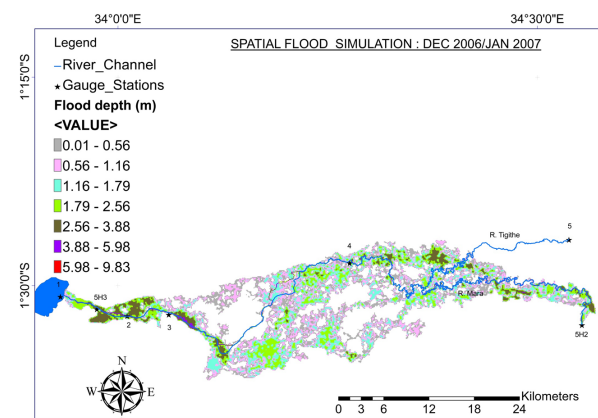 34°0'0"E
34°30'0"E
1°15'0"S
1°30'0"S
SPATIAL FLOOD SIMULATION : DEC 2006/JAN 2007
Legend
River_Channel
Gauge_Stations
Flood depth (m)
<VALUE>
0.01 - 0.56
0.56 - 1.16
1.16 - 1.79
1.79 - 2.56
2.56 - 3.88
3.88 - 5.98
5.98 - 9.83
R. Tigithe
5
4
R. Mara
1
5H3
2
3
5H2
N
W
E
S
Kilometers
0 3 6 12 18 24